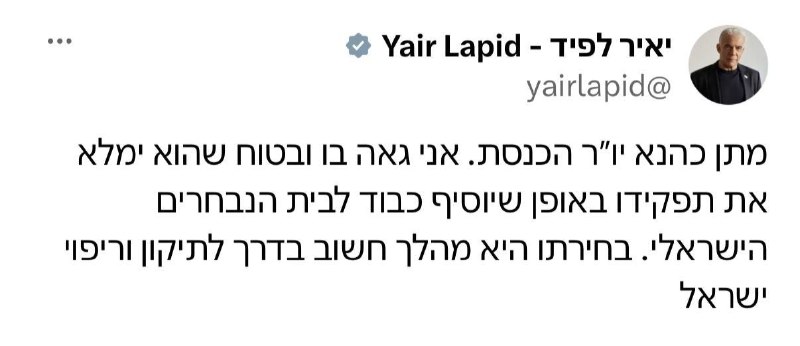 יאיר לפיד - Yair Lapid
@yairlapid
מתן כהנא יו"ר הכנסת. אני גאה בו ובטוח שהוא ימלא
את תפקידו באופן שיוסיף כבוד לבית הנבחרים
הישראלי. בחירתו היא מהלך חשוב בדרך לתיקון וריפוי
ישראל